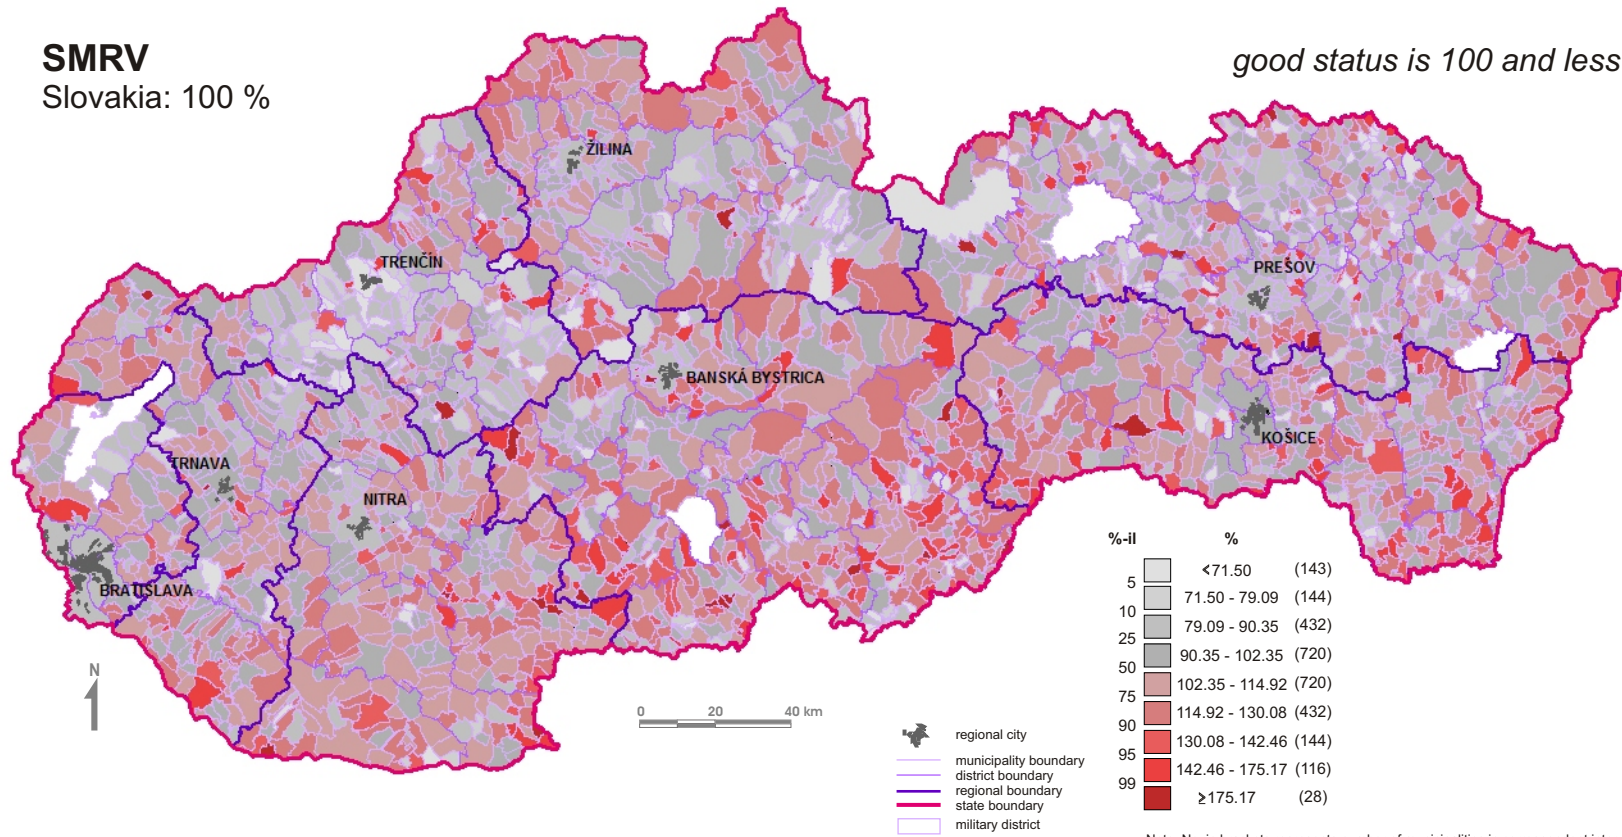 SMRV
Slovakia: 100 %
good status is 100 and less
ŽILINA
TRENČÍN
PREŠOV
BANSKÁ BYSTRICA
KOŠICE
TRNAVA
NITRA
BRATISLAVA
N
0 20 40 km
regional city
municipality boundary
district boundary
regional boundary
state boundary
military district
%-il %
<71.50 (143)
5
71.50 - 79.09 (144)
10
79.09 - 90.35 (432)
25
90.35 - 102.35 (720)
50
102.35 - 114.92 (720)
75
114.92 - 130.08 (432)
90
130.08 - 142.46 (144)
95
142.46 - 175.17 (116)
99
≥175.17 (28)